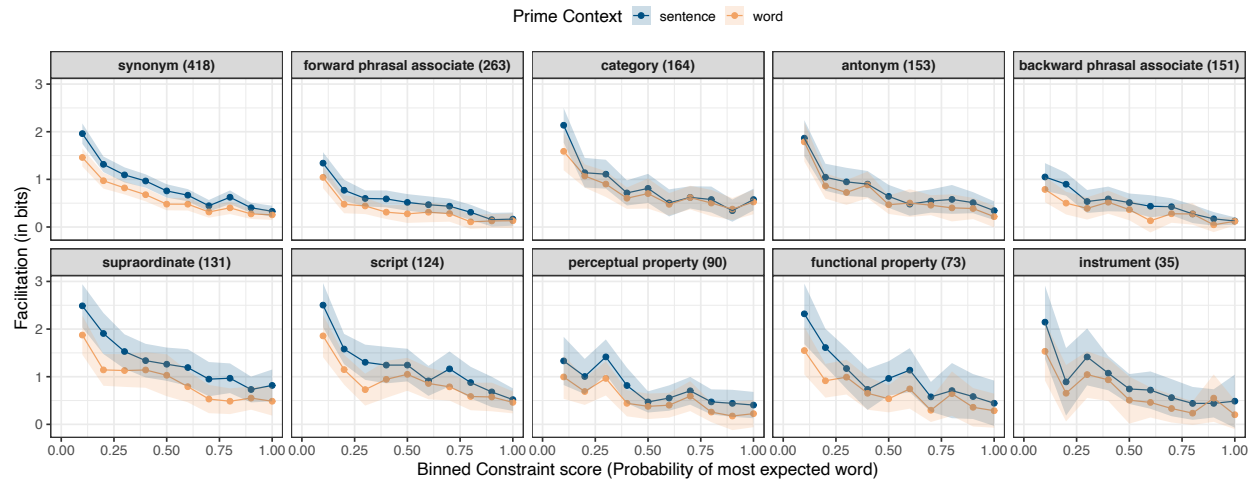 Prime Context sentence word
synonym (418) forward phrasal associate (263) category (164) antonym (153) backward phrasal associate (151)
3
2
1
0
supraordinate (131) script (124) perceptual property (90) functional property (73) instrument (35)
3
2
1
0
Facilitation (in bits)
0.00 0.25 0.50 0.75 1.00 0.00 0.25 0.50 0.75 1.00 0.00 0.25 0.50 0.75 1.00 0.00 0.25 0.50 0.75 1.00 0.00 0.25 0.50 0.75 1.00
Binned Constraint score (Probability of most expected word)